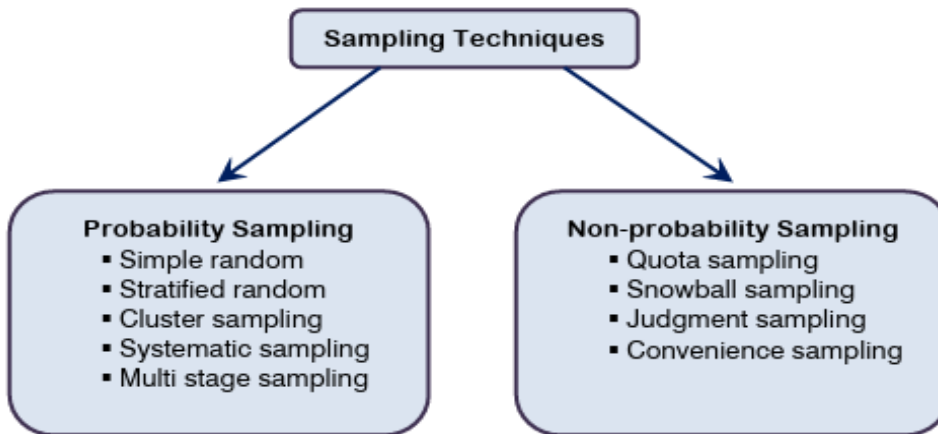 Sampling Techniques
Probability Sampling
▪ Simple random
▪ Stratified random
▪ Cluster sampling
▪ Systematic sampling
▪ Multi stage sampling
Non-probability Sampling
▪ Quota sampling
▪ Snowball sampling
▪ Judgment sampling
▪ Convenience sampling